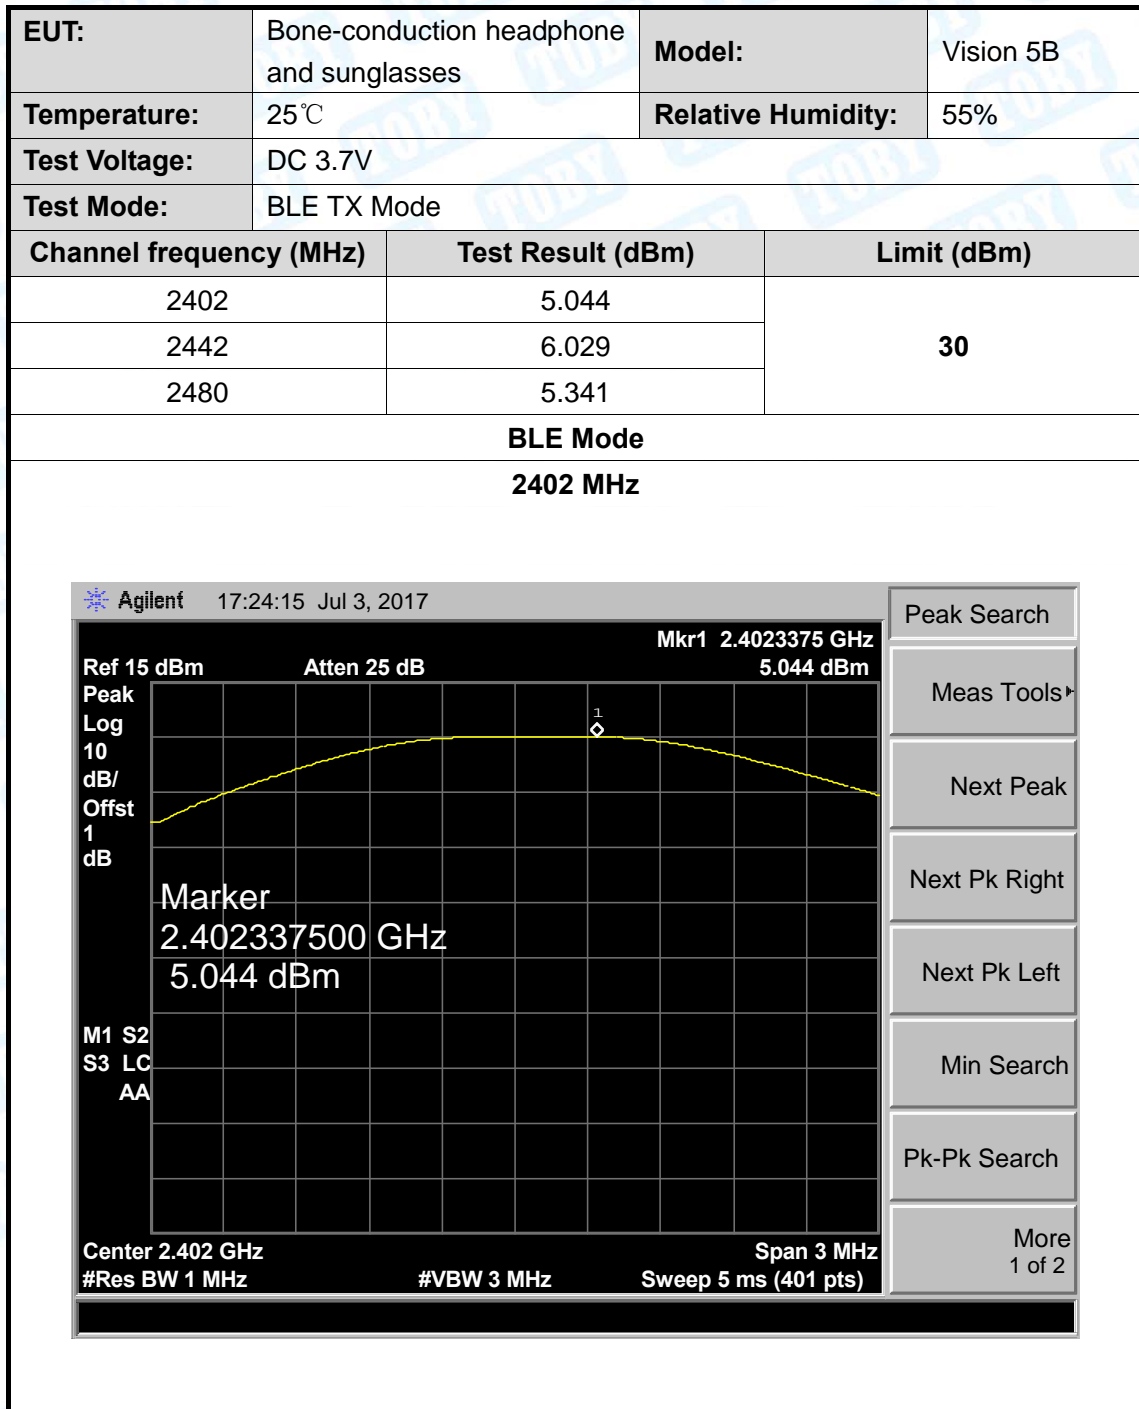 EUT: Bone-conduction headphone and sunglasses Model: Vision 5B
Temperature: 25℃ Relative Humidity: 55%
Test Voltage: DC 3.7V
Test Mode: BLE TX Mode
Channel frequency (MHz) Test Result (dBm) Limit (dBm)
2402 5.044
2442 6.029 30
2480 5.341
BLE Mode
2402 MHz
Agilent 17:24:15 Jul 3, 2017
Peak Search
Mkr1 2.4023375 GHz
Ref 15 dBm Atten 25 dB 5.044 dBm
Peak
Log
10
dB/
Offst
1
dB
1
Marker
2.402337500 GHz
5.044 dBm
M1 S2
S3 LC
AA
Center 2.402 GHz Span 3 MHz
#Res BW 1 MHz #VBW 3 MHz Sweep 5 ms (401 pts)
Meas Tools
Next Peak
Next Pk Right
Next Pk Left
Min Search
Pk-Pk Search
More
1 of 2
TOBY